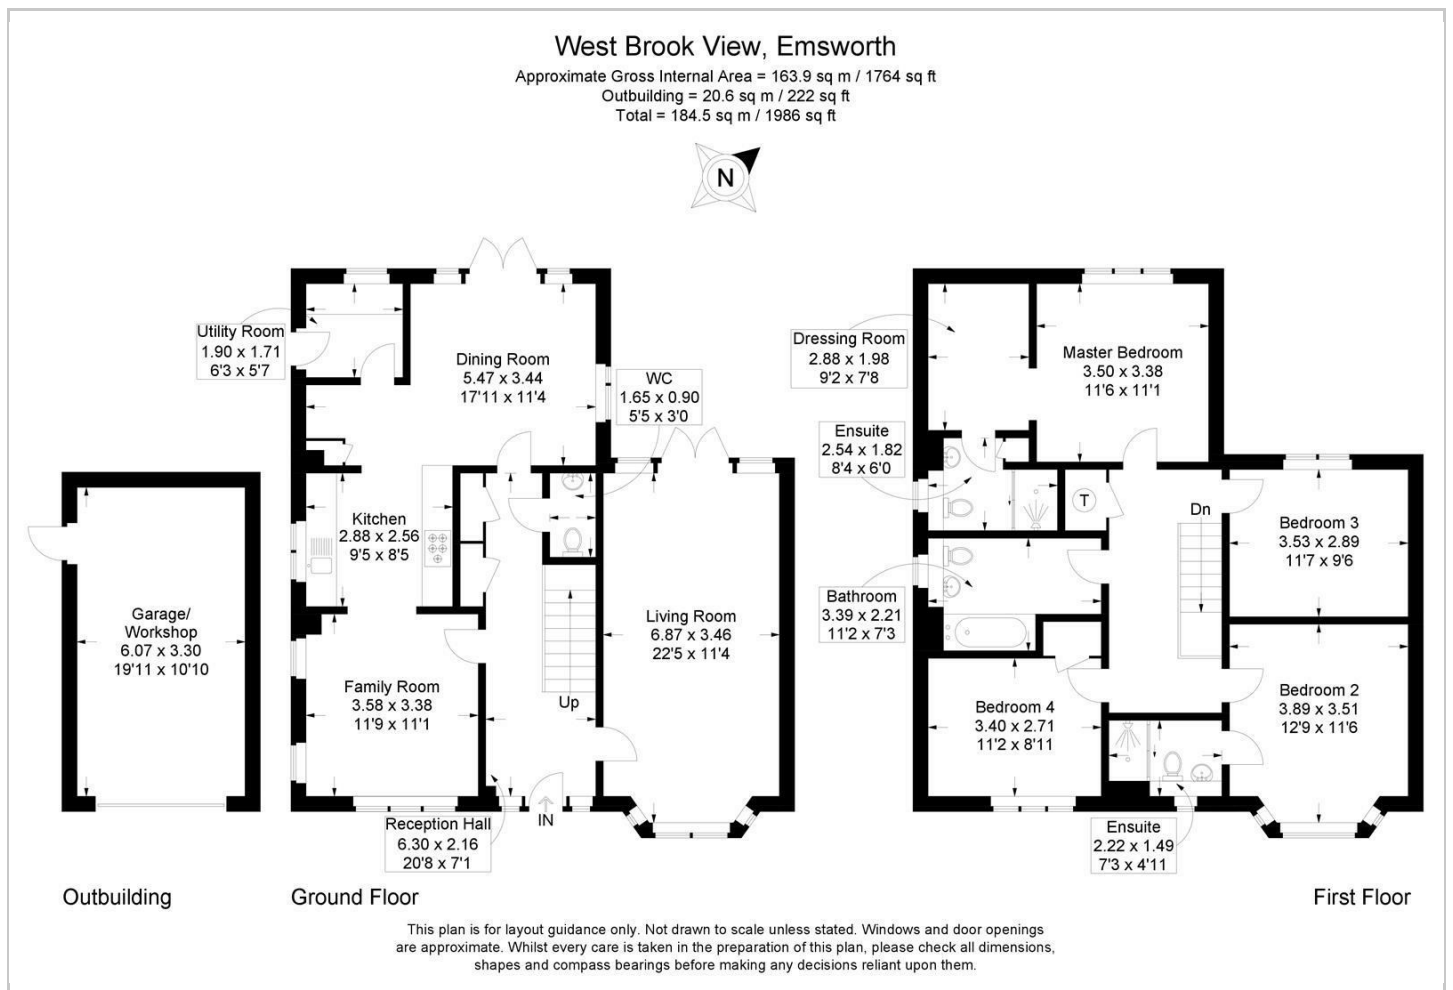 West Brook View, Emsworth
Approximate Gross Internal Area = 163.9 sq m / 1764 sq ft
Outbuilding = 20.6 sq m / 222 sq ft
Total = 184.5 sq m / 1986 sq ft
N
Utility Room
1.90 x 1.71
6'3 x 5'7
Dining Room
5.47 x 3.44
17'11 x 11'4
WC
1.65 x 0.90
5'5 x 3'0
Kitchen
2.88 x 2.56
9'5 x 8'5
Garage/
Workshop
6.07 x 3.30
19'11 x 10'10
Living Room
6.87 x 3.46
22'5 x 11'4
Family Room
3.58 x 3.38
11'9 x 11'1
Up
IN
Reception Hall
6.30 x 2.16
20'8 x 7'1
Dressing Room
2.88 x 1.98
9'2 x 7'8
Master Bedroom
3.50 x 3.38
11'6 x 11'1
Ensuite
2.54 x 1.82
8'4 x 6'0
T
Dn
Bedroom 3
3.53 x 2.89
11'7 x 9'6
Bathroom
3.39 x 2.21
11'2 x 7'3
Bedroom 4
3.40 x 2.71
11'2 x 8'11
Bedroom 2
3.89 x 3.51
12'9 x 11'6
Ensuite
2.22 x 1.49
7'3 x 4'11
Outbuilding
Ground Floor
First Floor
This plan is for layout guidance only. Not drawn to scale unless stated. Windows and door openings
are approximate. Whilst every care is taken in the preparation of this plan, please check all dimensions,
shapes and compass bearings before making any decisions reliant upon them.